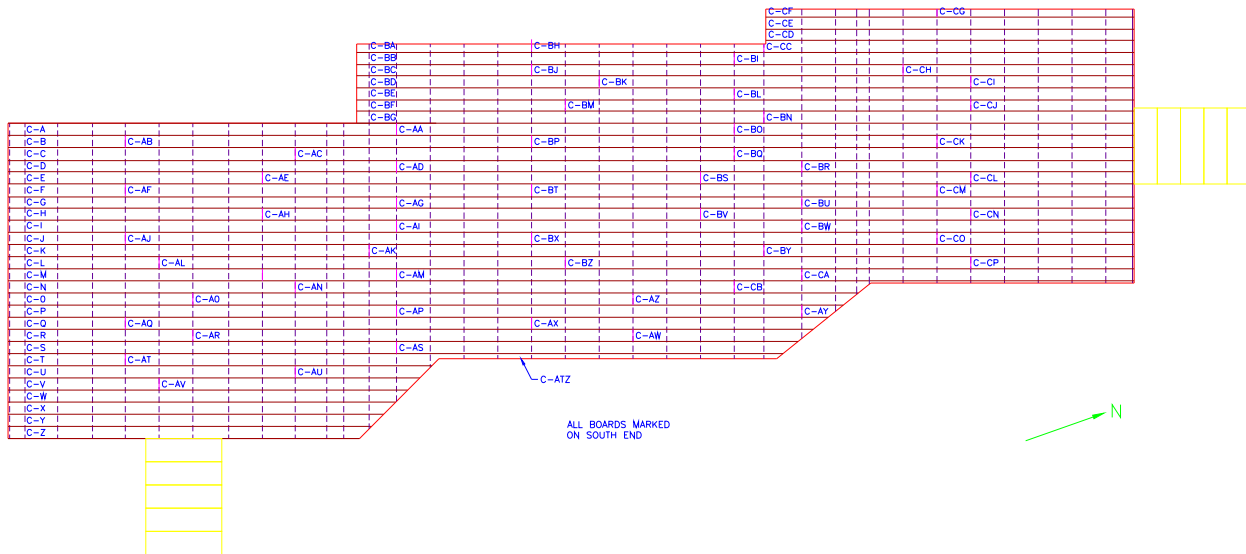 C-CF C-CG
C-CE
C-CD
C-BA C-BH C-CC
C-BB C-BI
C-BC C-BJ C-CH
C-BD C-BK C-CI
C-BE C-BL
C-BF C-BM C-CJ
C-BG C-BN
C-A C-AA C-BO
C-B C-AB C-BP C-CK
C-C C-AC C-BQ
C-D C-AD C-BR
C-E C-AE C-BS C-CL
C-F C-AF C-BT C-CM
C-G C-AG C-BU
C-H C-AH C-BV C-CN
C-I C-AI C-BW
C-J C-AJ C-BX C-CO
C-K C-AK C-BY
C-L C-AL C-BZ C-CP
C-M C-AM C-CA
C-N C-AN C-CB
C-O C-AO C-AZ
C-P C-AP C-AY
C-Q C-AQ C-AX
C-R C-AR C-AW
C-S C-AS
C-T C-AT
C-U C-AU
C-V C-AV
C-W
C-X
C-Y
C-Z
C-ATZ
ALL BOARDS MARKED
ON SOUTH END
N